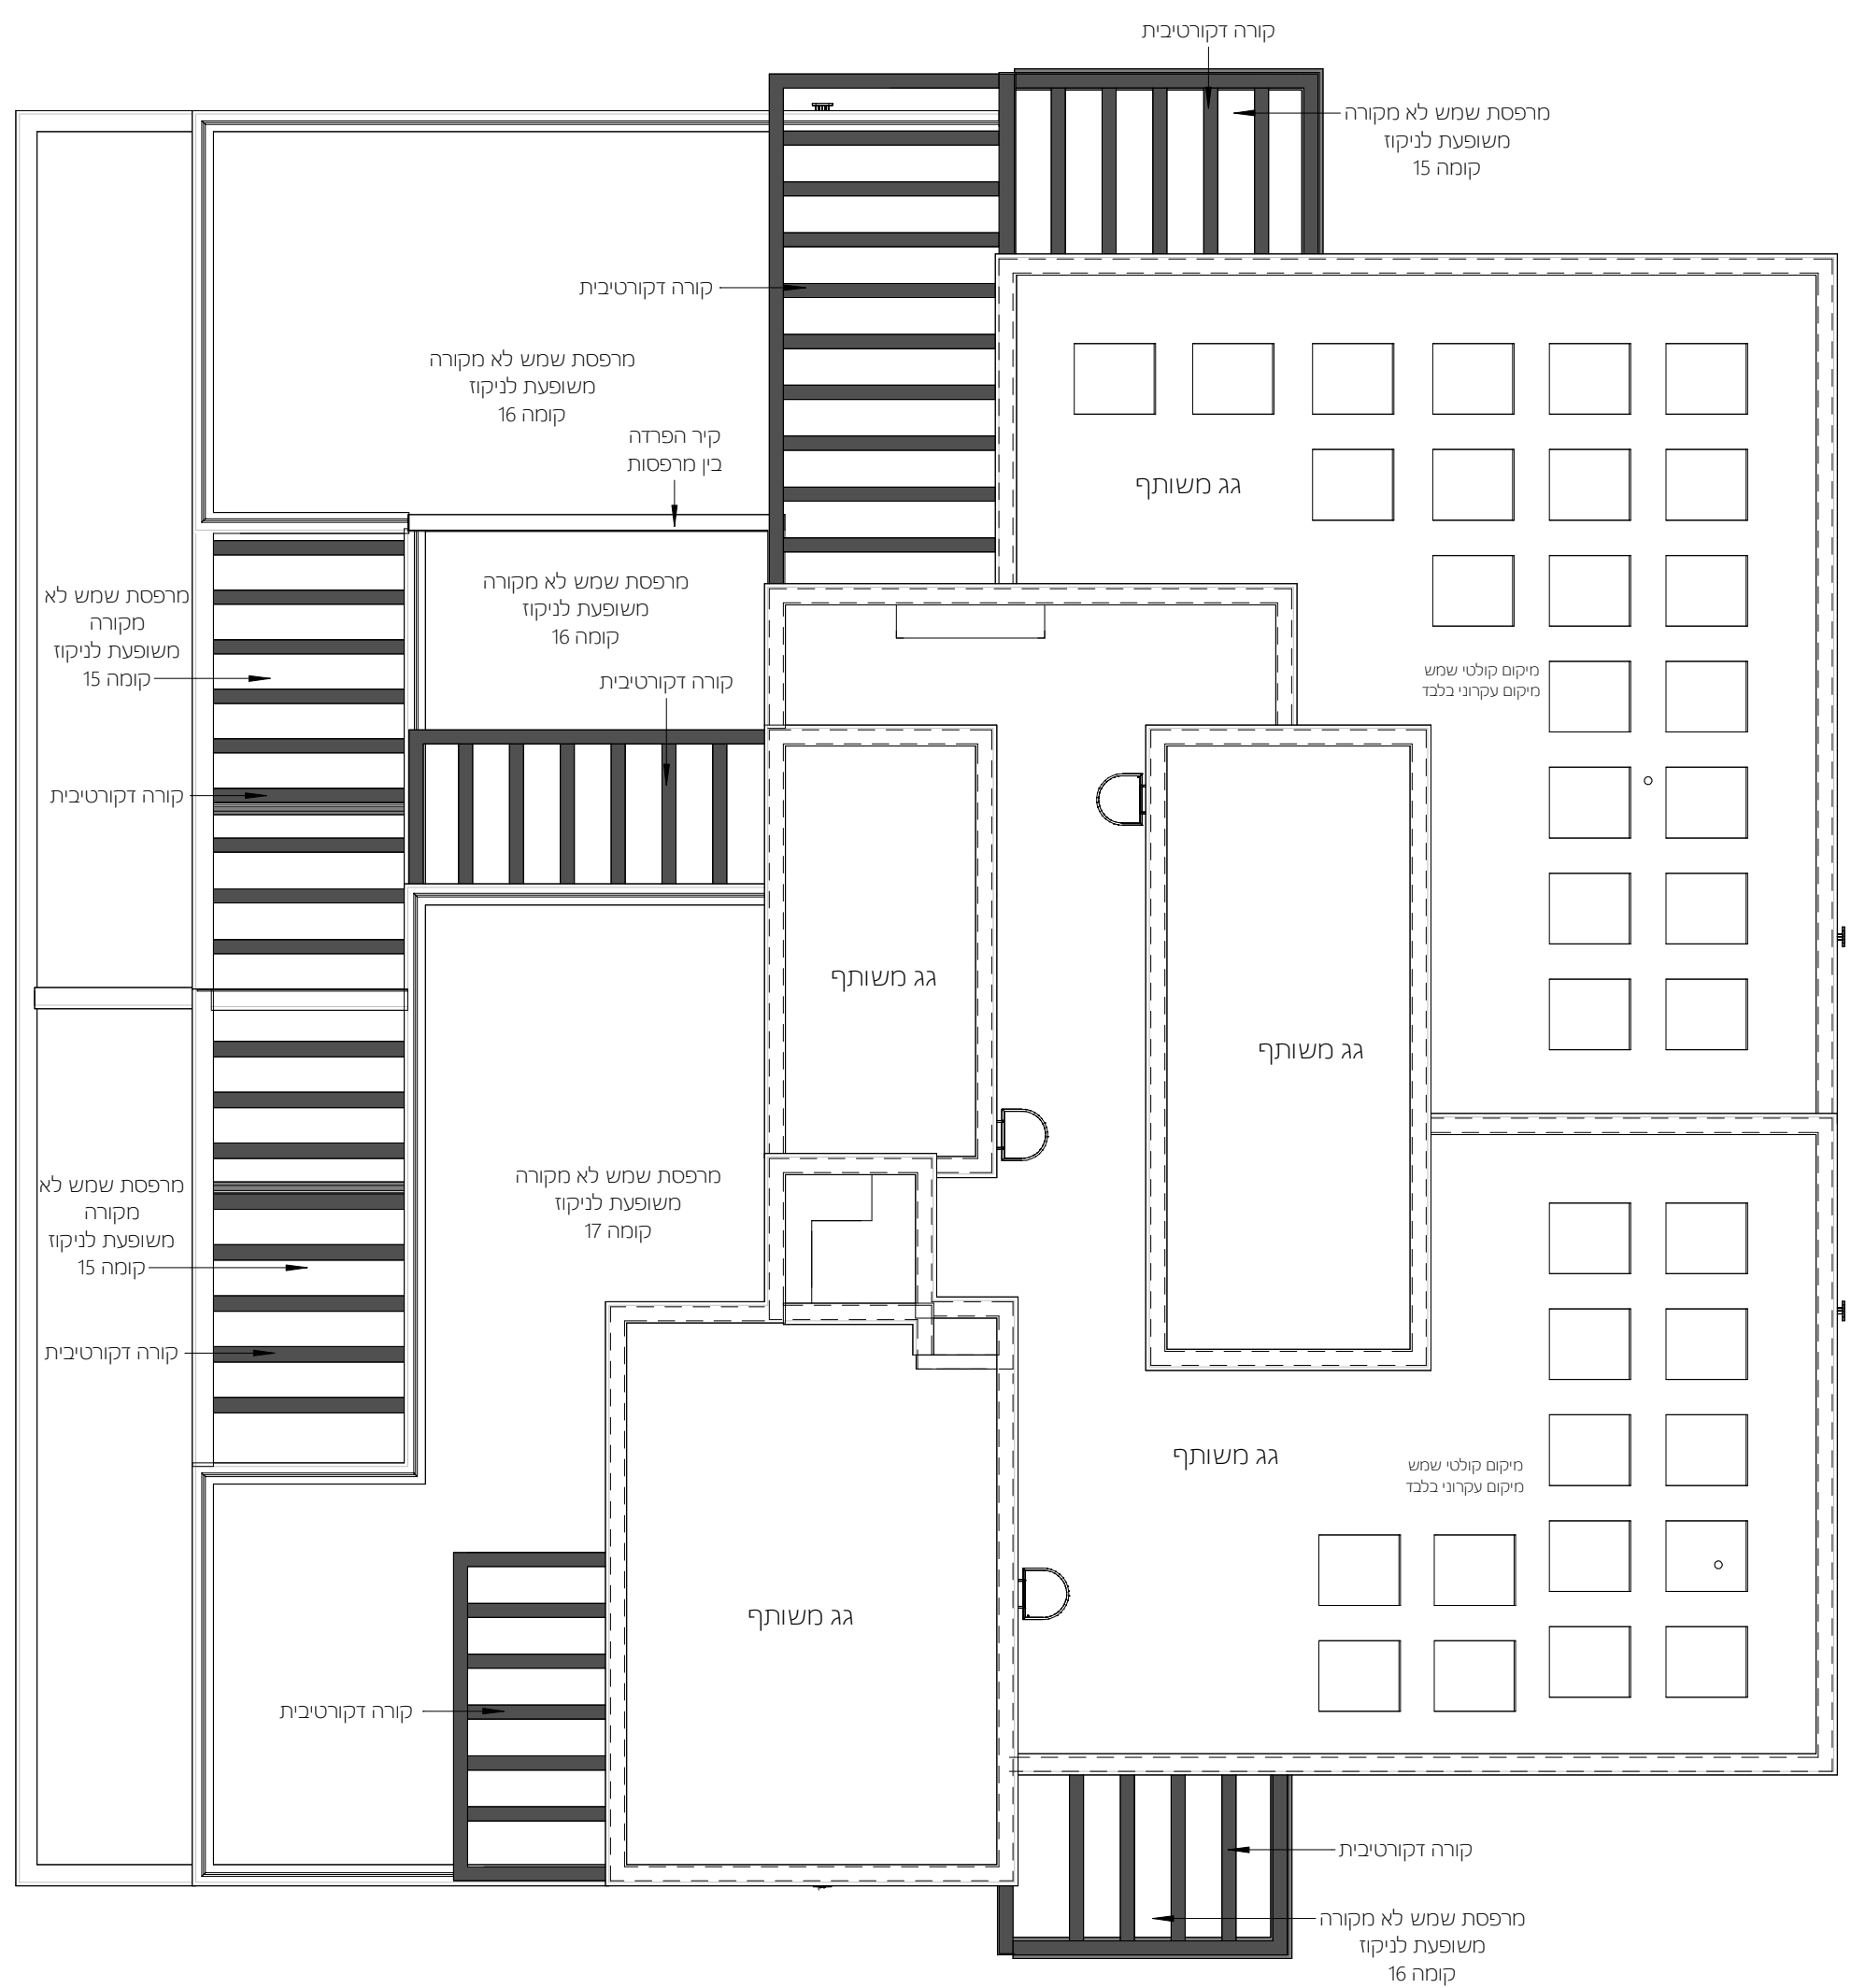 קורה דקורטיבית
מרפסת שמש לא מקורה
משופעת לניקוז
קומה 15
קורה דקורטיבית
מרפסת שמש לא מקורה
משופעת לניקוז
קומה 16
קיר הפרדה
בין מרפסות
גג משותף
מרפסת שמש לא מקורה
משופעת לניקוז
קומה 16
מרפסת שמש לא
מקורה
משופעת לניקוז
קומה 15
קורה דקורטיבית
מיקום קולטי שמש
מיקום עקרוני בלבד
קורה דקורטיבית
גג משותף
גג משותף
מרפסת שמש לא מקורה
משופעת לניקוז
קומה 17
מרפסת שמש לא
מקורה
משופעת לניקוז
קומה 15
קורה דקורטיבית
גג משותף
מיקום קולטי שמש
מיקום עקרוני בלבד
גג משותף
קורה דקורטיבית
קורה דקורטיבית
מרפסת שמש לא מקורה
משופעת לניקוז
קומה 16